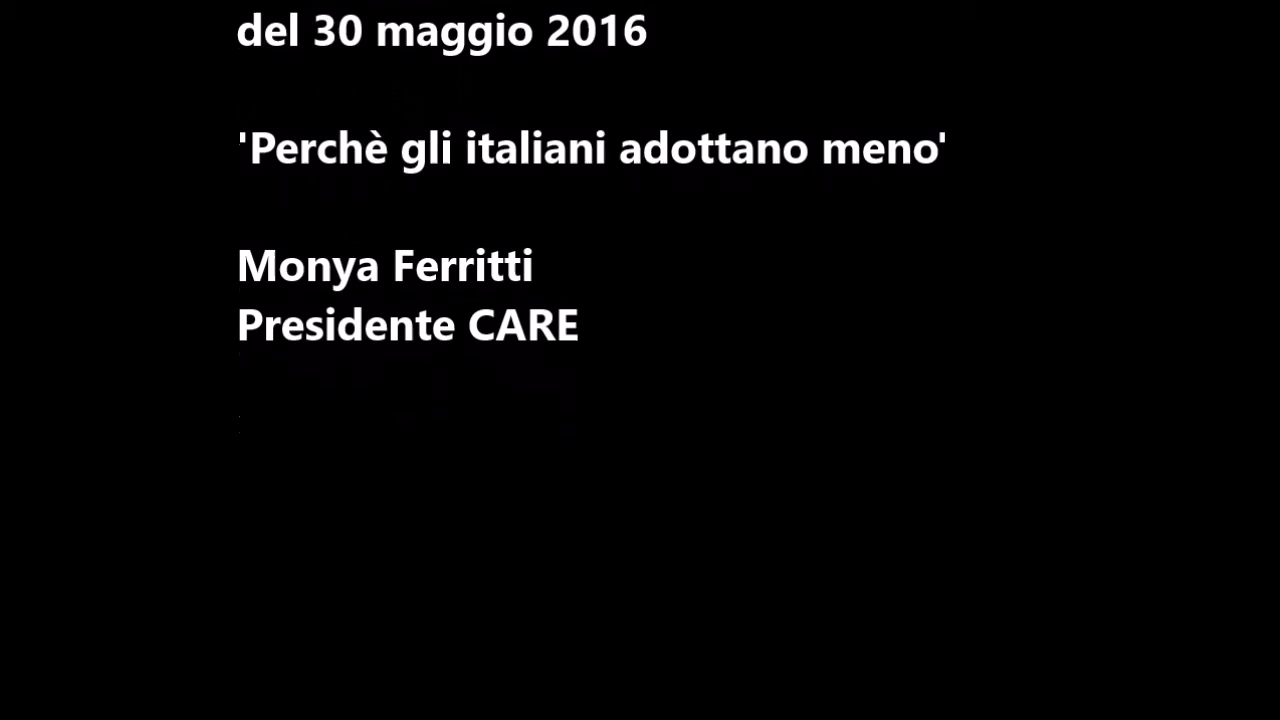 del 30 maggio 2016
'Perchè gli italiani adottano meno'
Monya Ferritti
Presidente CARE